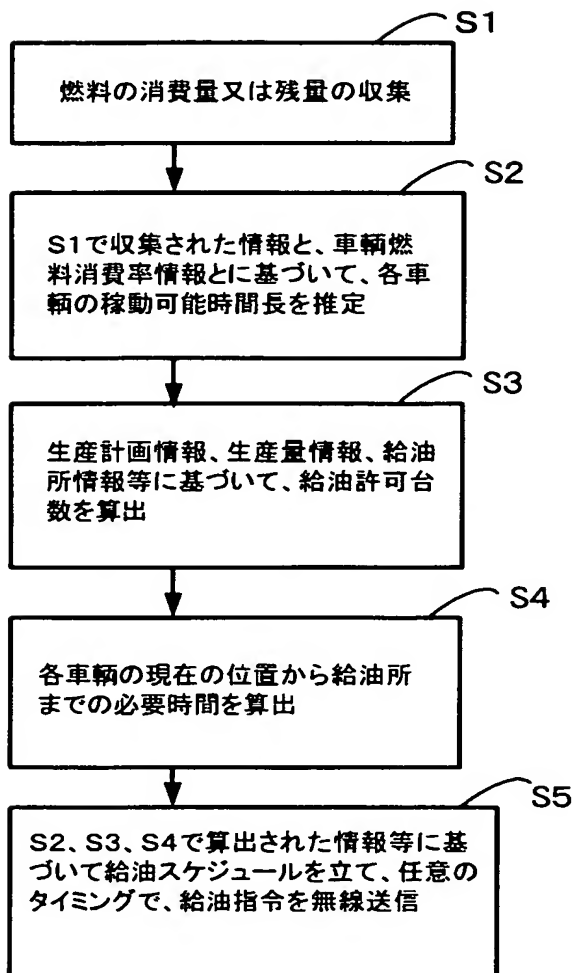 S1
燃料の消費量又は残量の収集
S2
S1で収集された情報と、車輌燃
料消費率情報とに基づいて、各車
輌の稼動可能時間長を推定
S3
生産計画情報、生産量情報、給油
所情報等に基づいて、給油許可台
数を算出
S4
各車輌の現在の位置から給油所
までの必要時間を算出
S5
S2、S3、S4で算出された情報等に基
づいて給油スケジュールを立て、任意の
タイミングで、給油指令を無線送信